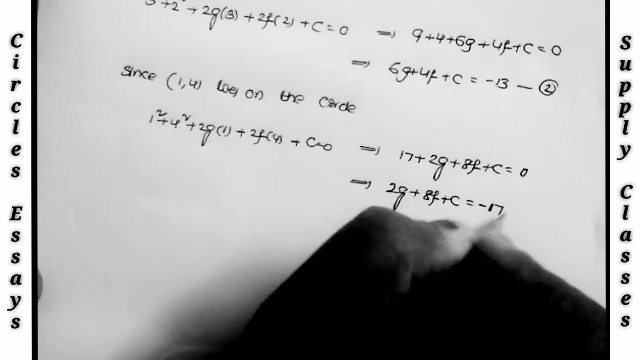 Circles Essays
3²+2²+2g(3)+2f(2)+c=0 ⟹ 9+4+6g+4f+c=0
⟹ 6g+4f+c=-13 — ②
Since (1,4) lies on the circle
1²+4²+2g(1)+2f(4)+c=0 ⟹ 17+2g+8f+c=0
⟹ 2g+8f+c=-17
Supply Classes